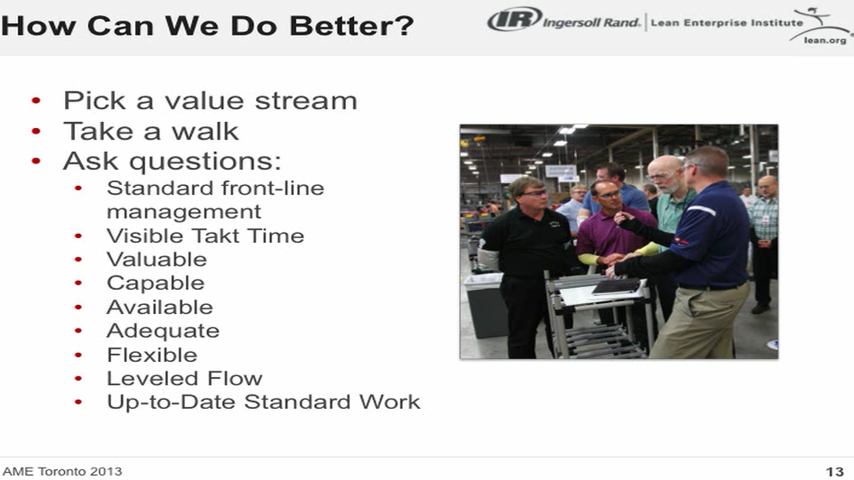 How Can We Do Better?
IR Ingersoll Rand. Lean Enterprise Institute
lean.org
• Pick a value stream
• Take a walk
• Ask questions:
• Standard front-line
management
• Visible Takt Time
• Valuable
• Capable
• Available
• Adequate
• Flexible
• Leveled Flow
• Up-to-Date Standard Work
AME Toronto 2013
13